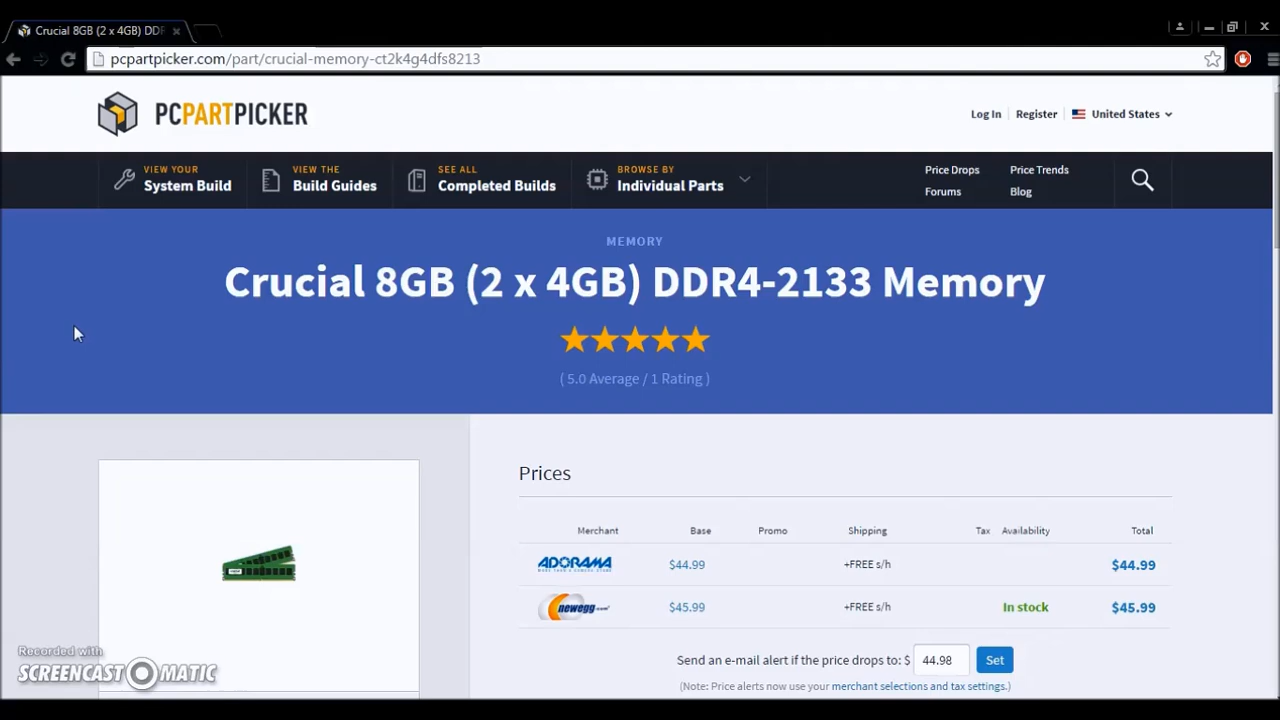 Crucial 8GB (2 x 4GB) DDR
pcpartpicker.com/part/crucial-memory-ct2k4g4dfs8213
PCPARTPICKER
Log In Register United States
VIEW YOUR
System Build
VIEW THE
Build Guides
SEE ALL
Completed Builds
BROWSE BY
Individual Parts
Price Drops Price Trends
Forums Blog
MEMORY
Crucial 8GB (2 x 4GB) DDR4-2133 Memory
( 5.0 Average / 1 Rating )
Prices
Merchant Base Promo Shipping Tax Availability Total
ADORAMA $44.99 +FREE s/h $44.99
newegg.com $45.99 +FREE s/h In stock $45.99
Send an e-mail alert if the price drops to: $ 44.98 Set
(Note: Price alerts now use your merchant selections and tax settings.)
Recorded with
SCREENCAST MATIC